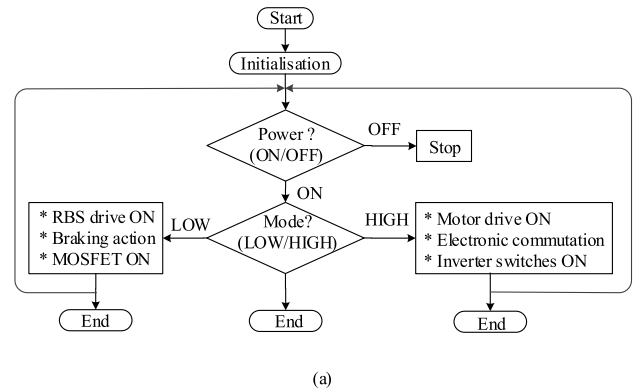 Start
Initialisation
Power ?
(ON/OFF)
OFF
Stop
ON
* RBS drive ON
* Braking action
* MOSFET ON
LOW
Mode?
(LOW/HIGH)
HIGH
* Motor drive ON
* Electronic commutation
* Inverter switches ON
End
End
End
(a)